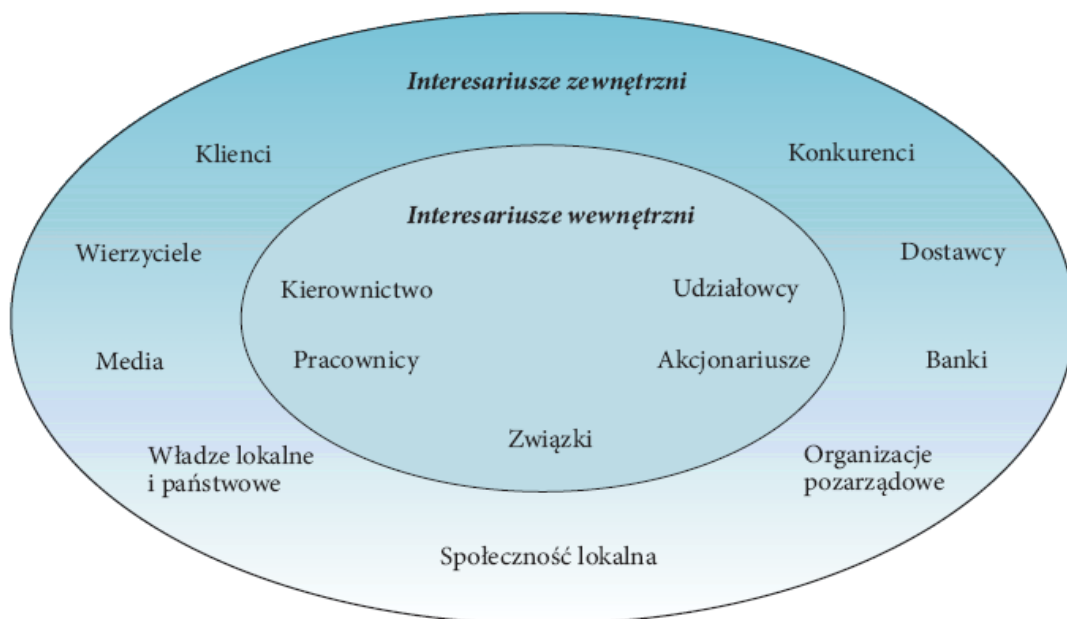 Interesariusze zewnętrzni
Klienci
Konkurenci
Interesariusze wewnętrzni
Wierzyciele
Dostawcy
Kierownictwo
Udziałowcy
Media
Pracownicy
Akcjonariusze
Banki
Związki
Władze lokalne
i państwowe
Organizacje
pozarządowe
Społeczność lokalna